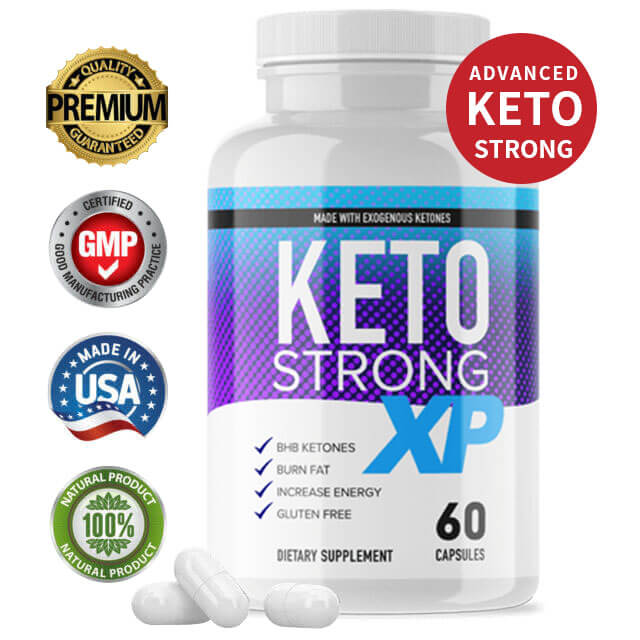 QUALITY
PREMIUM
GUARANTEED
CERTIFIED
GMP
GOOD MANUFACTURING PRACTICE
MADE IN
USA
NATURAL PRODUCT
100%
NATURAL PRODUCT
ADVANCED
KETO
STRONG
MADE WITH EXOGENOUS KETONES
KETO
STRONG
XP
BHB KETONES
BURN FAT
INCREASE ENERGY
GLUTEN FREE
60
CAPSULES
DIETARY SUPPLEMENT